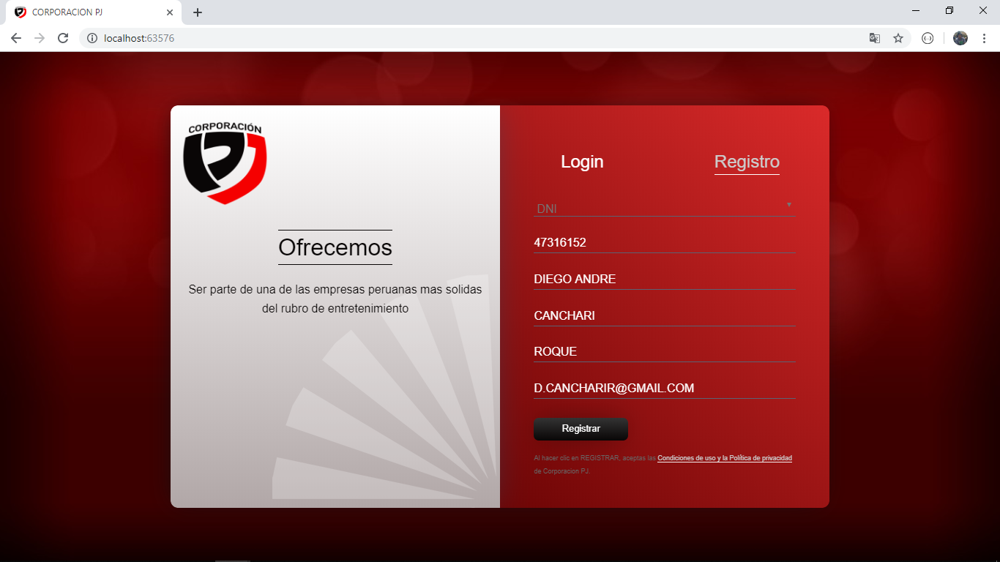 CORPORACION PJ
localhost:63576
CORPORACIÓN
PJ
Ofrecemos
Ser parte de una de las empresas peruanas mas solidas
del rubro de entretenimiento
Login
Registro
DNI
47316152
DIEGO ANDRE
CANCHARI
ROQUE
D.CANCHARIR@GMAIL.COM
Registrar
Al hacer clic en REGISTRAR, aceptas las Condiciones de uso y la Política de privacidad
de Corporacion PJ.